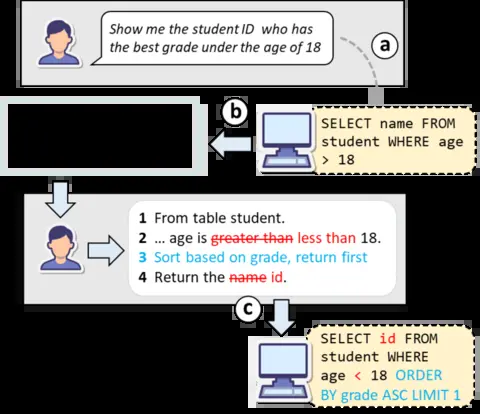 Show me the student ID who has
the best grade under the age of 18
a
b
SELECT name FROM
student WHERE age
> 18
1 From table student.
2 ... age is greater than less than 18.
3 Sort based on grade, return first
4 Return the name id.
c
SELECT id FROM
student WHERE
age < 18 ORDER
BY grade ASC LIMIT 1